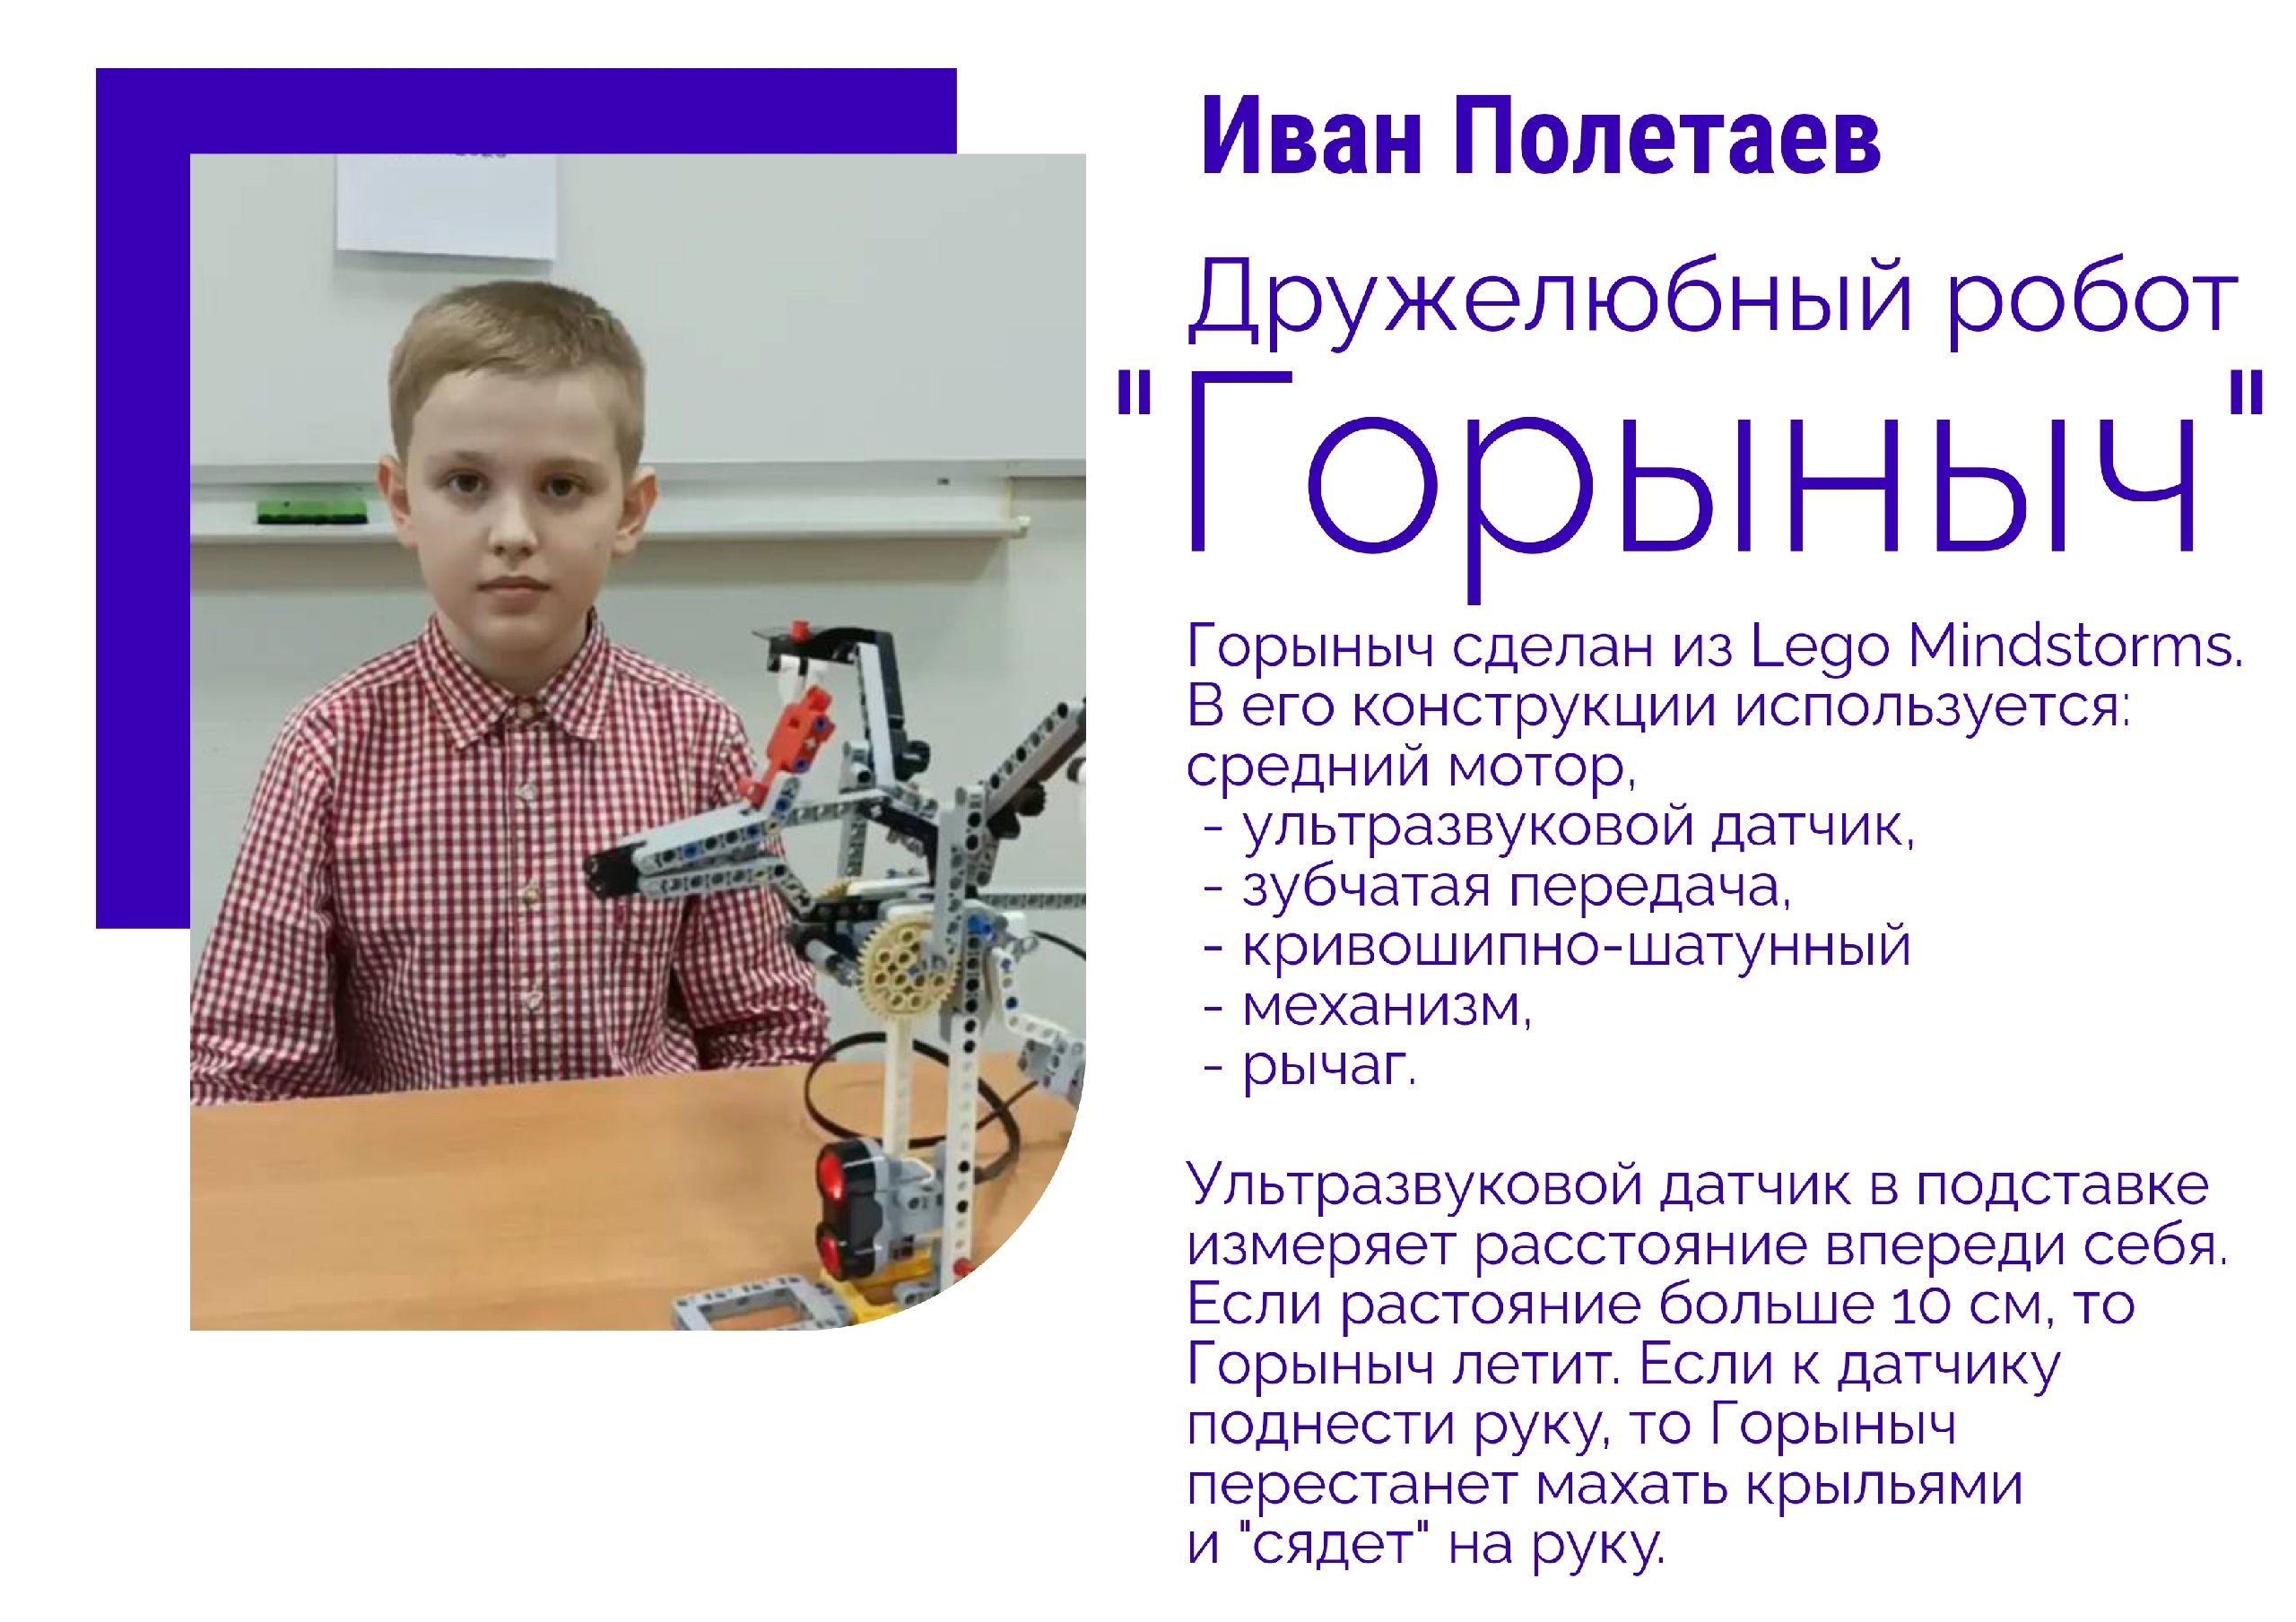 Иван Полетаев
Дружелюбный робот
"Горыныч"
Горыныч сделан из Lego Mindstorms.
В его конструкции используется:
средний мотор,
- ультразвуковой датчик,
- зубчатая передача,
- кривошипно-шатунный
- механизм,
- рычаг.
Ультразвуковой датчик в подставке
измеряет расстояние впереди себя.
Если растояние больше 10 см, то
Горыныч летит. Если к датчику
поднести руку, то Горыныч
перестанет махать крыльями
и "сядет" на руку.